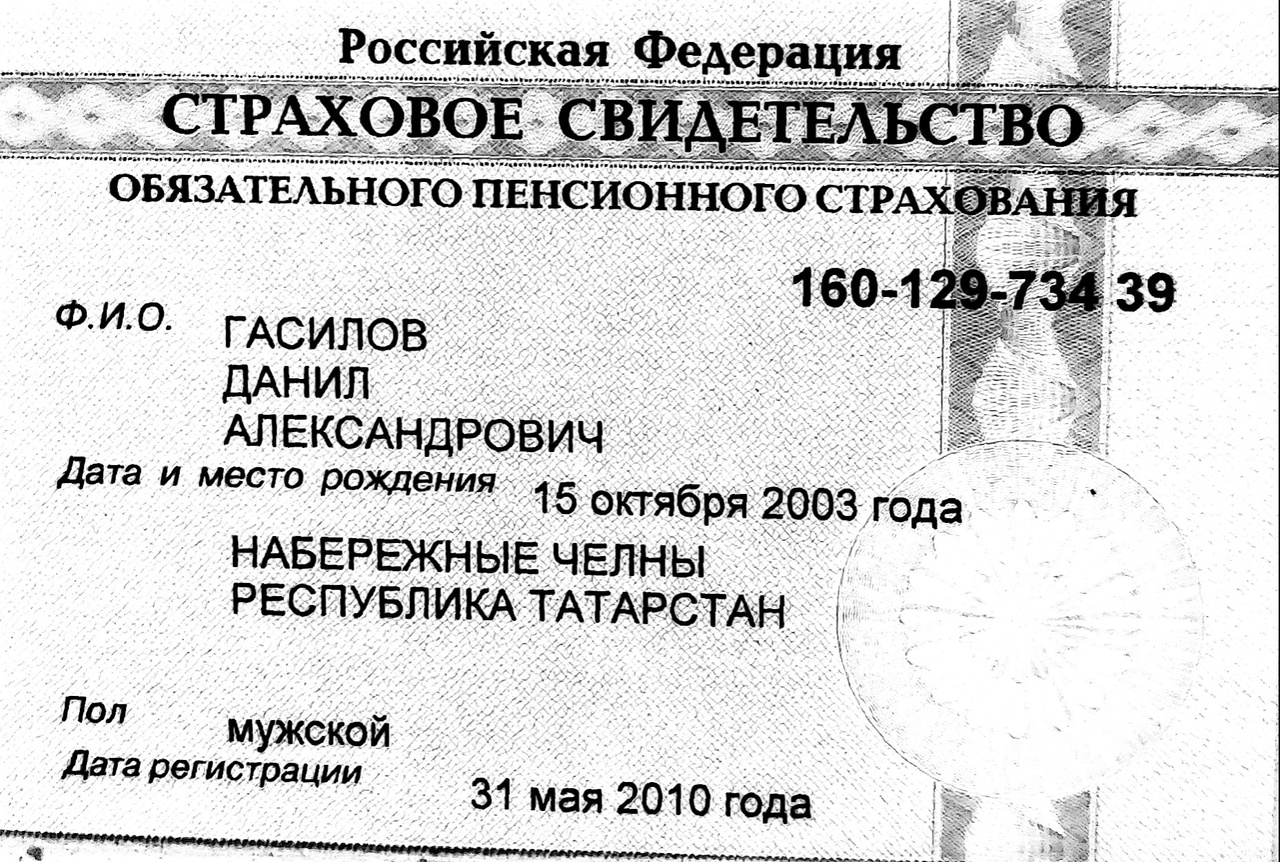 Российская Федерация
СТРАХОВОЕ СВИДЕТЕЛЬСТВО
ОБЯЗАТЕЛЬНОГО ПЕНСИОННОГО СТРАХОВАНИЯ
160-129-734 39
Ф.И.О. ГАСИЛОВ
ДАНИЛ
АЛЕКСАНДРОВИЧ
Дата и место рождения 15 октября 2003 года
НАБЕРЕЖНЫЕ ЧЕЛНЫ
РЕСПУБЛИКА ТАТАРСТАН
Пол мужской
Дата регистрации 31 мая 2010 года